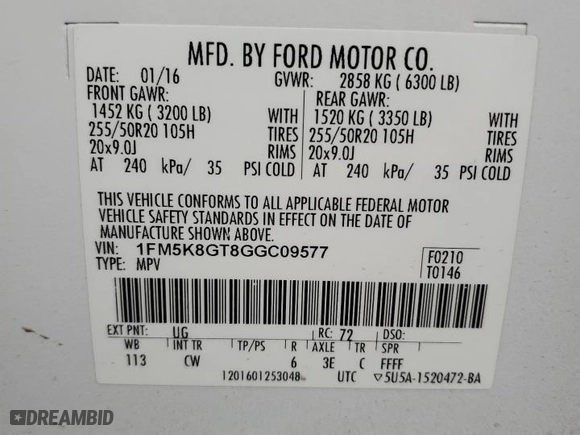 MFD. BY FORD MOTOR CO.
DATE: 01/16 GVWR: 2858 KG ( 6300 LB)
FRONT GAWR: REAR GAWR:
1452 KG ( 3200 LB) WITH 1520 KG ( 3350 LB) WITH
255/50R20 105H TIRES 255/50R20 105H TIRES
20x9.0J RIMS 20x9.0J RIMS
AT 240 kPa/ 35 PSI COLD AT 240 kPa/ 35 PSI COLD
THIS VEHICLE CONFORMS TO ALL APPLICABLE FEDERAL MOTOR
VEHICLE SAFETY STANDARDS IN EFFECT ON THE DATE OF
MANUFACTURE SHOWN ABOVE.
VIN: 1FM5K8GT8GGC09577 F0210
TYPE: MPV T0146
EXT PNT: UG RC: 72 DSO:
WB INT TR TP/PS R AXLE TR SPR
113 CW 6 3E C FFFF
1201601253048 UTC ▽5U5A-1520472-BA
DREAMBID